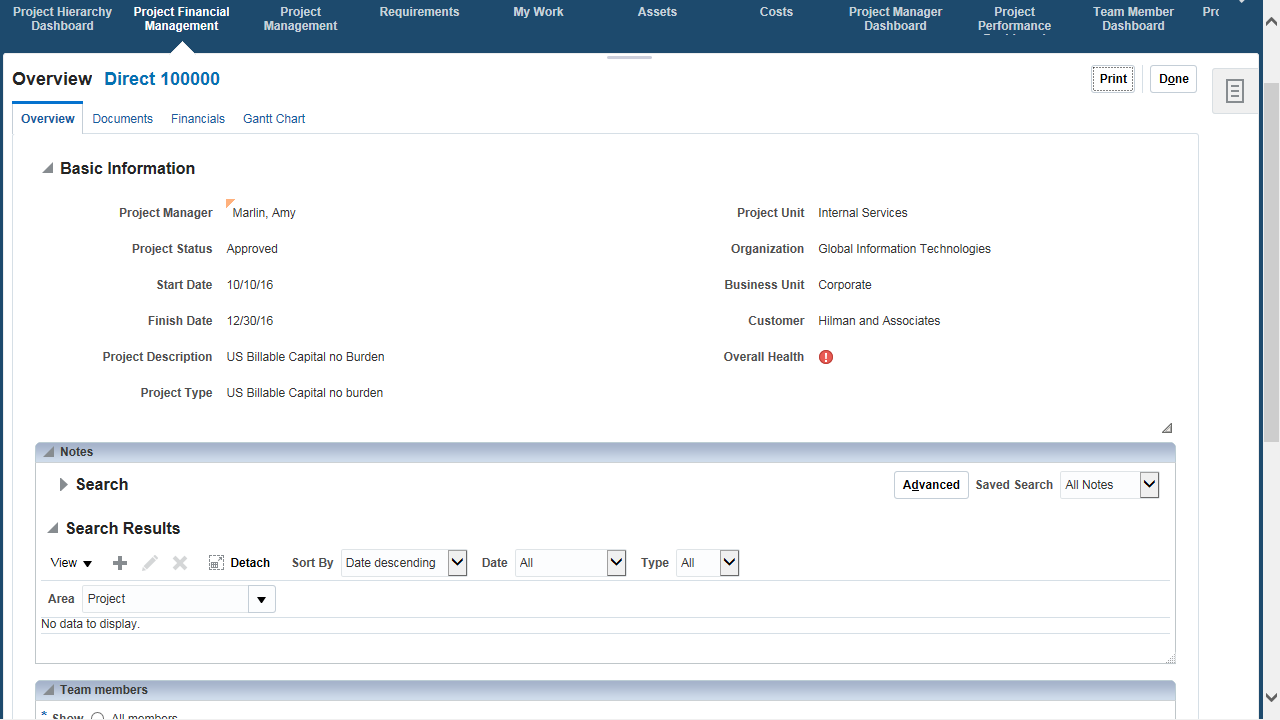 Project Hierarchy Dashboard
Project Financial Management
Project Management
Requirements
My Work
Assets
Costs
Project Manager Dashboard
Project Performance
Team Member Dashboard
Overview Direct 100000
Print
Done
Overview Documents Financials Gantt Chart
Basic Information
Project Manager Marlin, Amy
Project Status Approved
Start Date 10/10/16
Finish Date 12/30/16
Project Description US Billable Capital no Burden
Project Type US Billable Capital no burden
Project Unit Internal Services
Organization Global Information Technologies
Business Unit Corporate
Customer Hilman and Associates
Overall Health
Notes
Search
Advanced Saved Search All Notes
Search Results
View Detach Sort By Date descending Date All Type All
Area Project
No data to display.
Team members
* Show All members